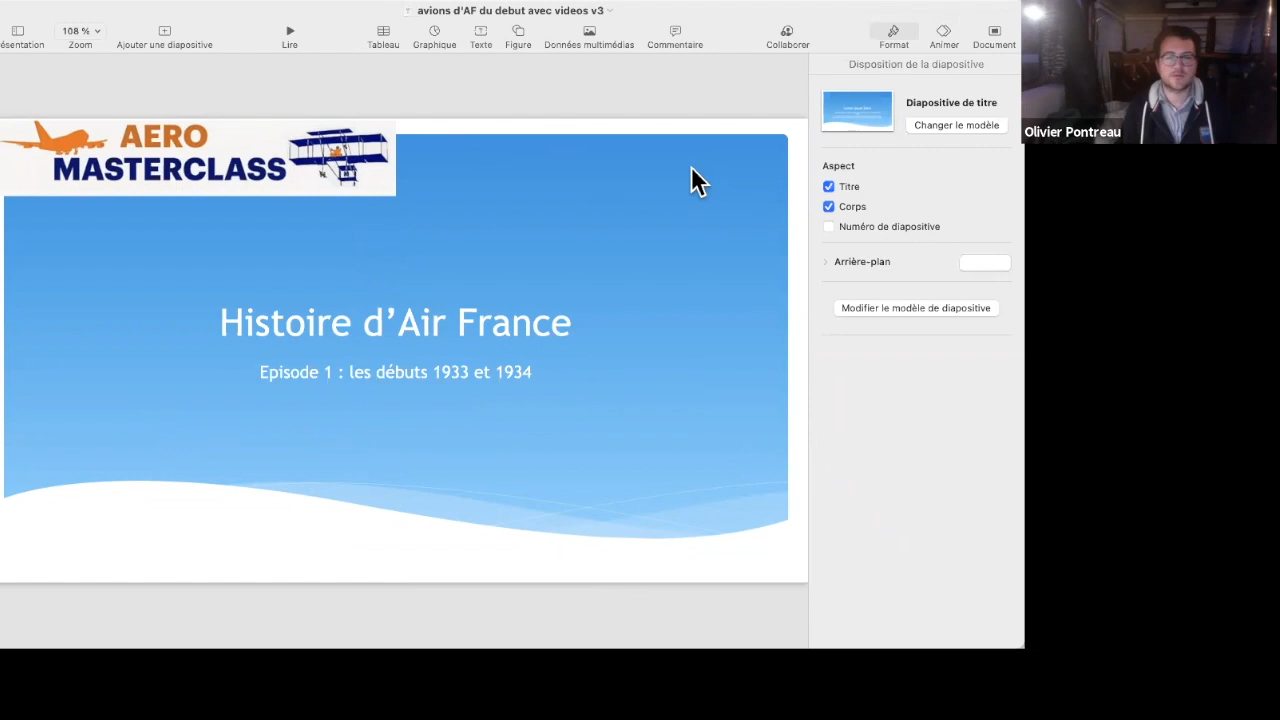 avions d'AF du debut avec videos v3
108 %
Zoom
Ajouter une diapositive
Lire
Tableau
Graphique
Texte
Figure
Données multimédias
Commentaire
Collaborer
Format
Animer
Document
Disposition de la diapositive
Diapositive de titre
Changer le modèle
Aspect
Titre
Corps
Numéro de diapositive
Arrière-plan
Modifier le modèle de diapositive
AERO
MASTERCLASS
Histoire d’Air France
Episode 1 : les débuts 1933 et 1934
Olivier Pontreau